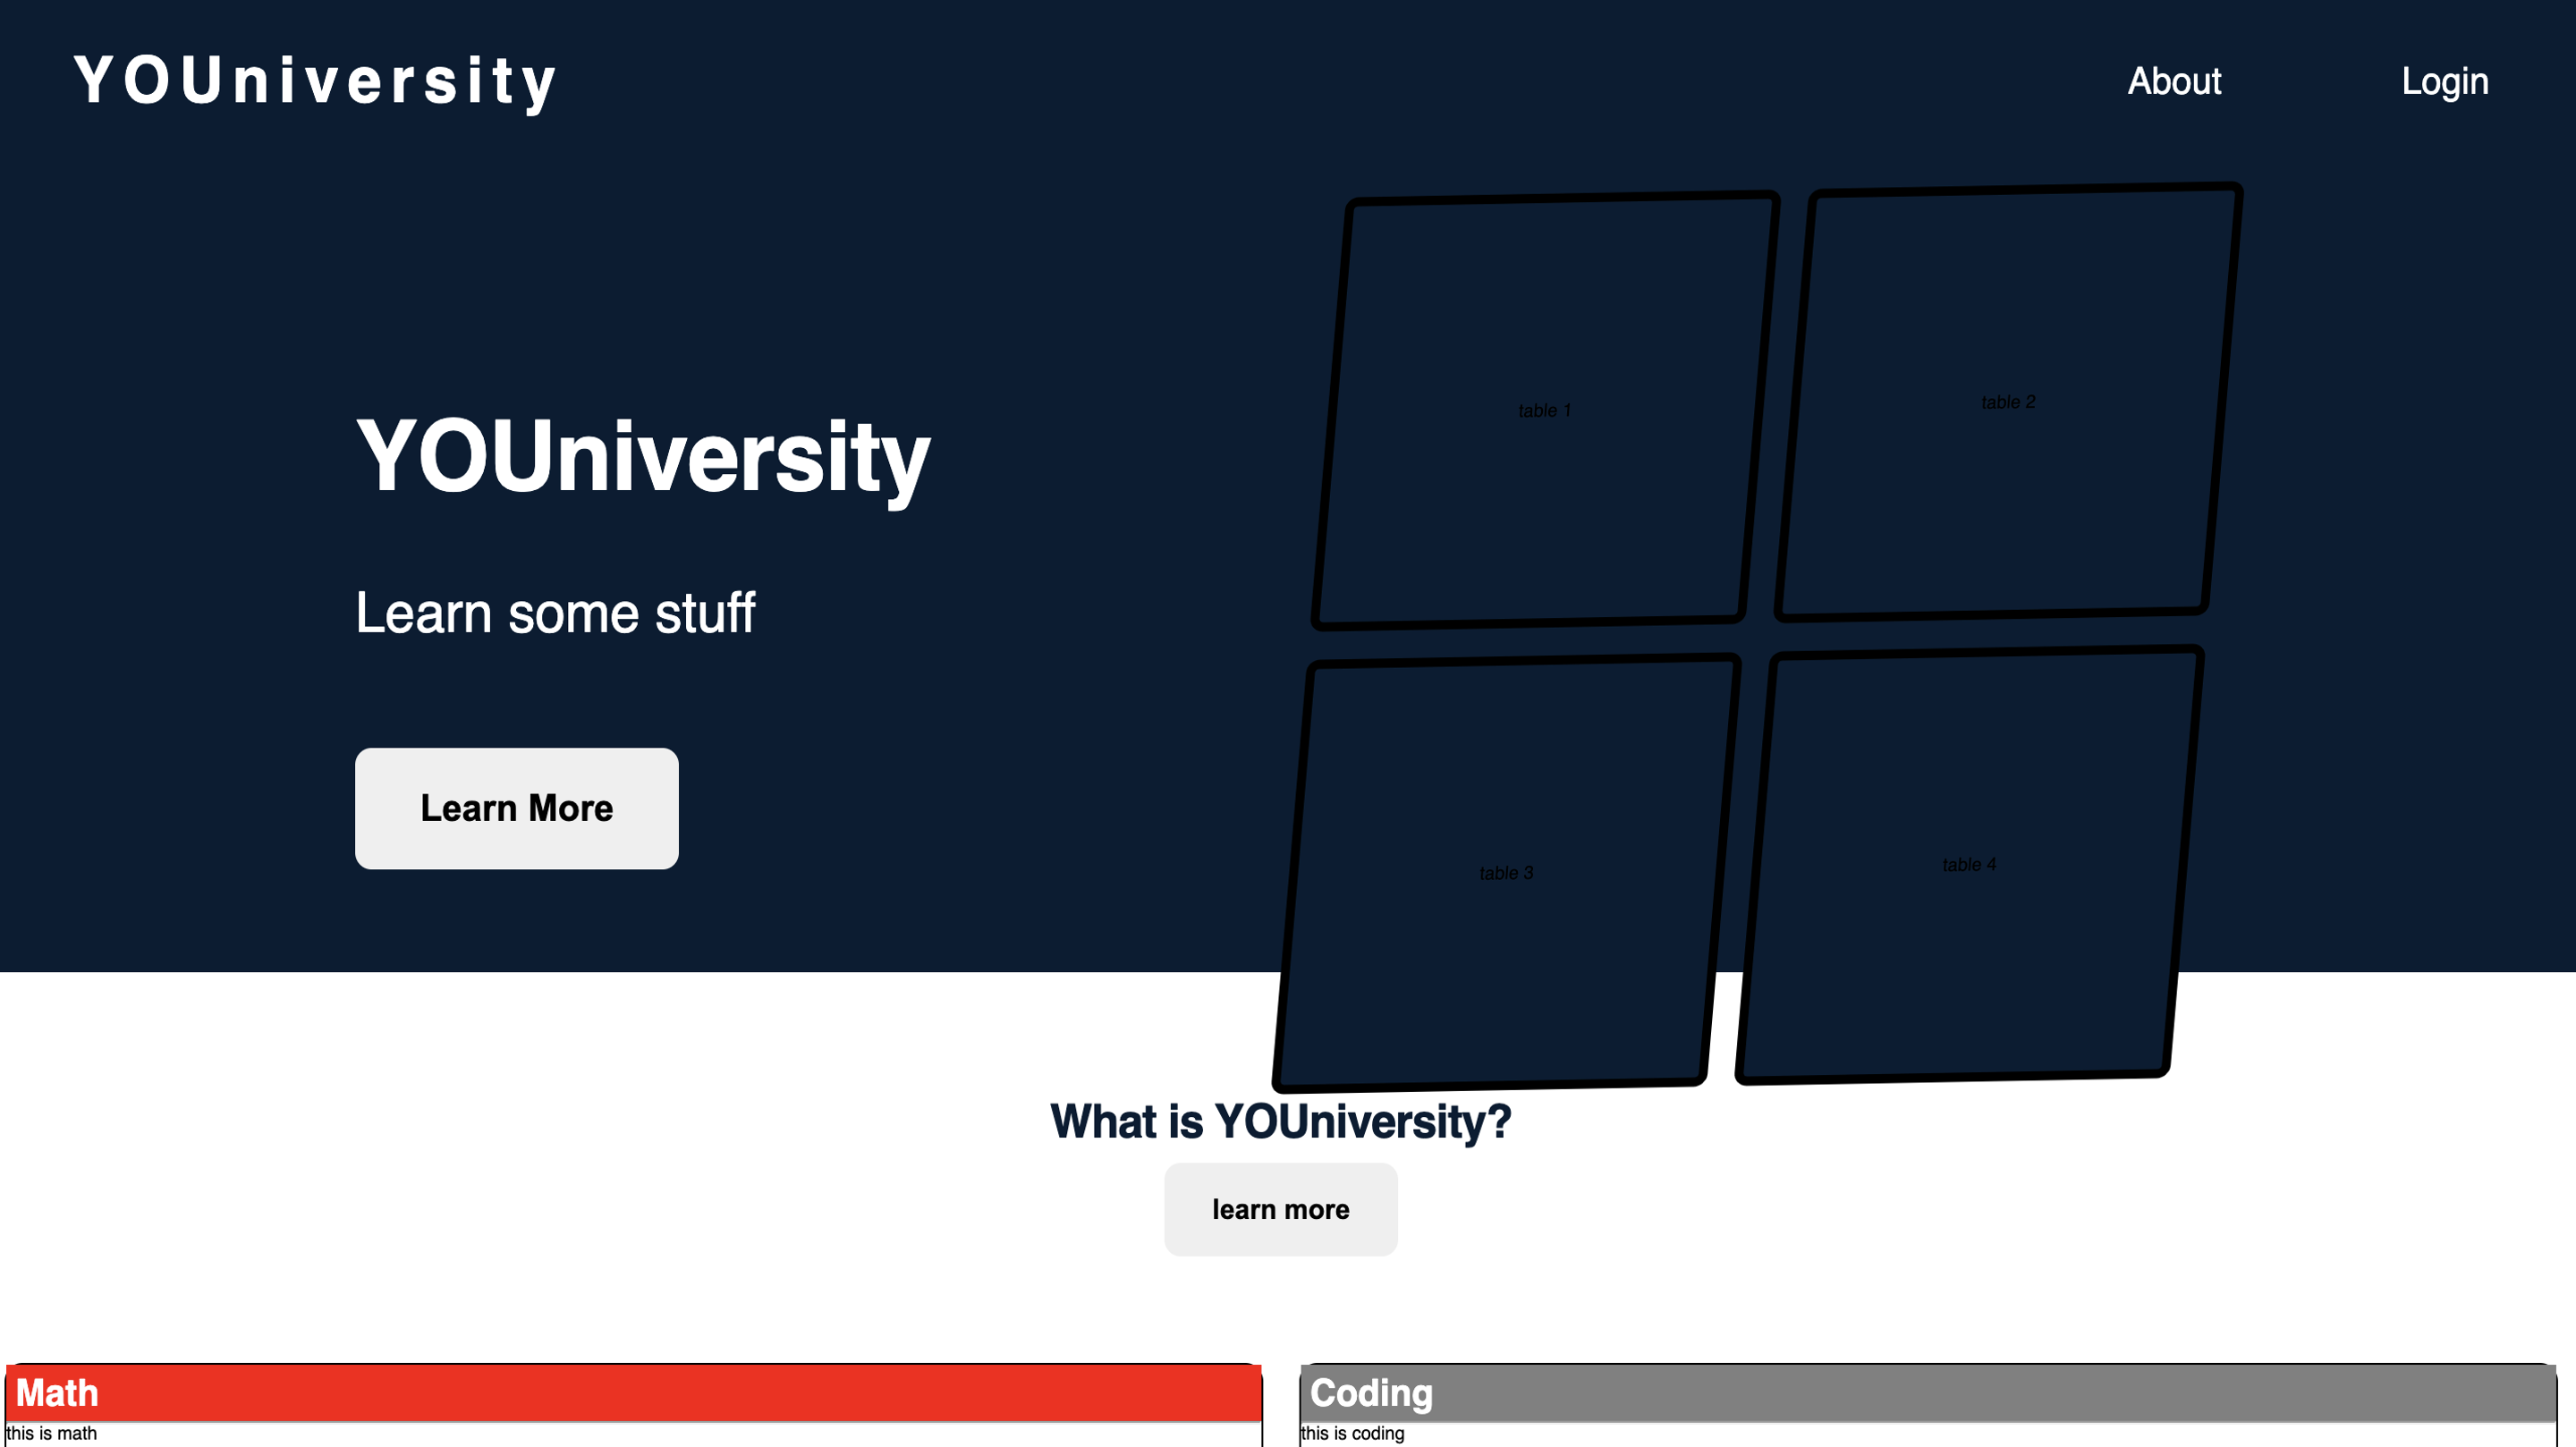 YOUniversity
About
Login
table 1
table 2
YOUniversity
Learn some stuff
Learn More
table 3
table 4
What is YOUniversity?
learn more
Math
this is math
Coding
this is coding